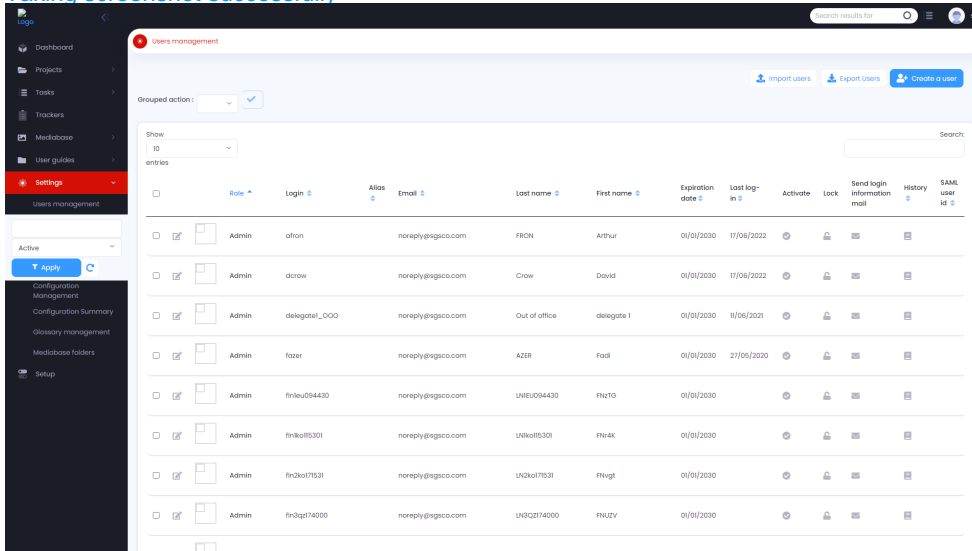 Taking screenshot successfully
Logo
Search results for
Dashboard
Projects
Tasks
Trackers
Mediabase
User guides
Settings
Users management
Active
Apply
Configuration
Management
Configuration Summary
Glossary management
Mediabase folders
Setup
Users management
Import users
Export Users
Create a user
Grouped action :
Show
10
entries
Search:
Role Login Alias Email Last name First name Expiration date Last log-in Activate Lock Send login information mail History SAML user id
Admin afron noreply@sgsco.com FRON Arthur 01/01/2030 17/06/2022
Admin dcrow noreply@sgsco.com Crow David 01/01/2030 17/06/2022
Admin delegate1_OOO noreply@sgsco.com Out of office delegate 1 01/01/2030 11/06/2021
Admin fazer noreply@sgsco.com AZER Fadi 01/01/2030 27/05/2020
Admin fln1eu094430 noreply@sgsco.com LN1EU094430 FNzTG 01/01/2030
Admin fln1ko115301 noreply@sgsco.com LN1ko115301 FNr4K 01/01/2030
Admin fln2ko171531 noreply@sgsco.com LN2ko171531 FNvgt 01/01/2030
Admin fln3qz174000 noreply@sgsco.com LN3QZ174000 FNUZV 01/01/2030